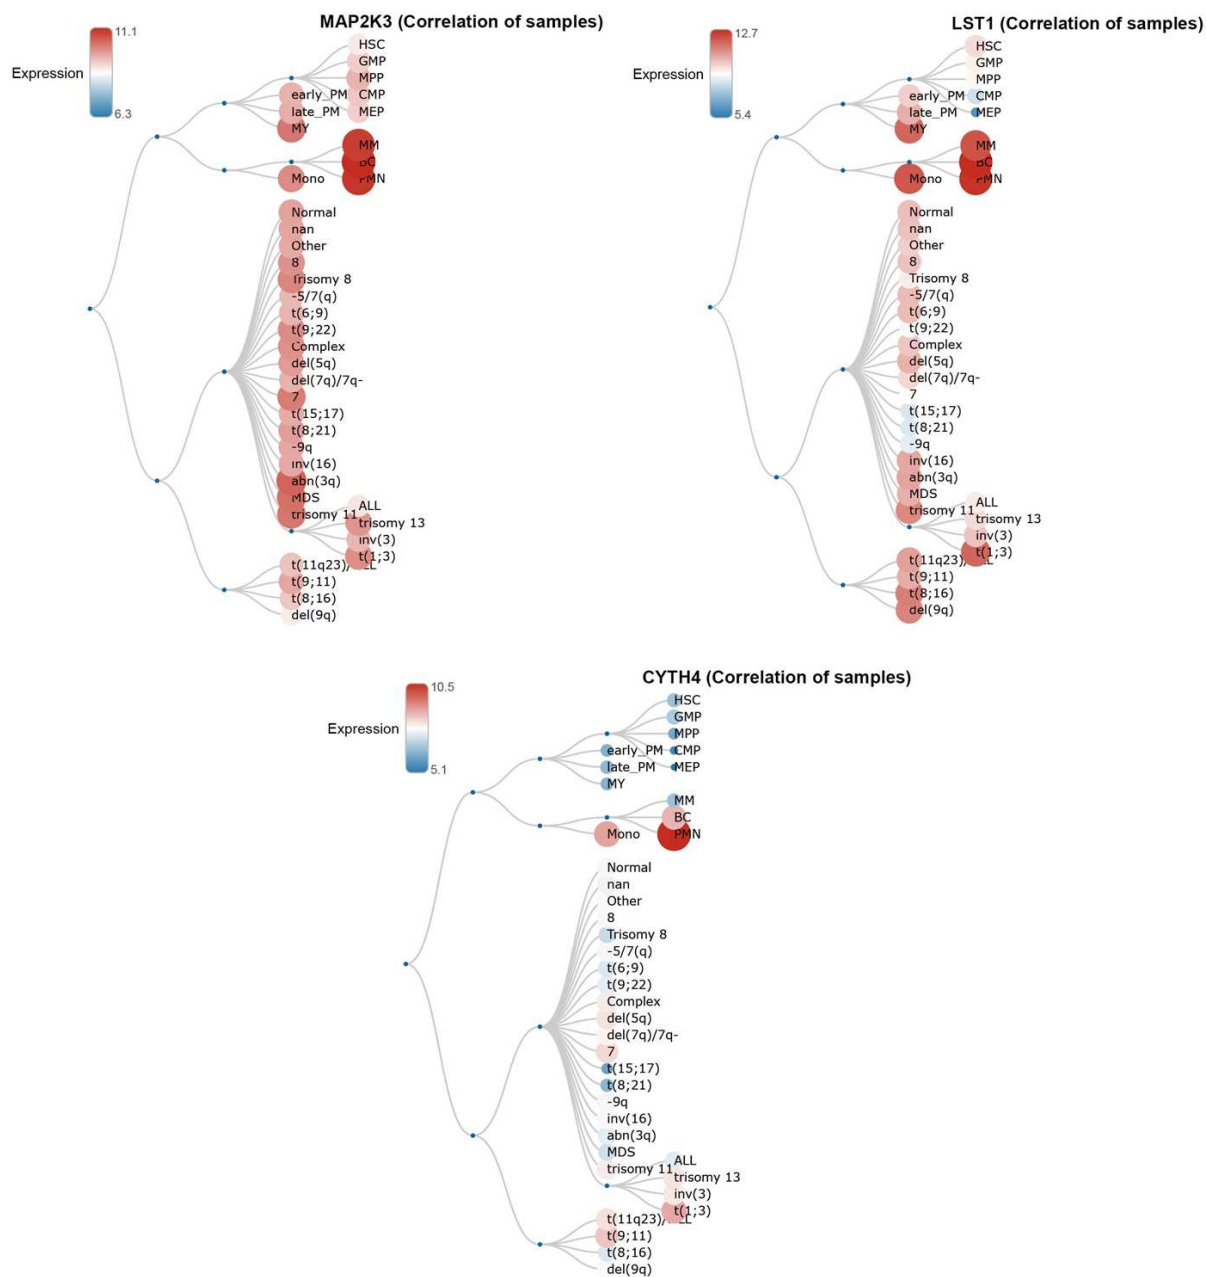 MAP2K3 (Correlation of samples)
11.1
Expression
6.3
HSC
GMP
MPP
early_PM CMP
late_PM MEP
MY
MM
BC
Mono PMN
Normal
nan
Other
8
Trisomy 8
-5/7(q)
t(6;9)
t(9;22)
Complex
del(5q)
del(7q)/7q-
7
t(15;17)
t(8;21)
-9q
inv(16)
abn(3q)
MDS
ALL
trisomy 11
trisomy 13
inv(3)
t(1;3)
t(11q23)/
t(9;11)
t(8;16)
del(9q)
LST1 (Correlation of samples)
12.7
Expression
5.4
HSC
GMP
MPP
early_PM CMP
late_PM MEP
MY
MM
BC
Mono PMN
Normal
nan
Other
8
Trisomy 8
-5/7(q)
t(6;9)
t(9;22)
Complex
del(5q)
del(7q)/7q-
7
t(15;17)
t(8;21)
-9q
inv(16)
abn(3q)
MDS
ALL
trisomy 11
trisomy 13
inv(3)
t(1;3)
t(11q23)/
t(9;11)
t(8;16)
del(9q)
CYTH4 (Correlation of samples)
10.5
Expression
5.1
HSC
GMP
MPP
early_PM CMP
late_PM MEP
MY
MM
BC
Mono PMN
Normal
nan
Other
8
Trisomy 8
-5/7(q)
t(6;9)
t(9;22)
Complex
del(5q)
del(7q)/7q-
7
t(15;17)
t(8;21)
-9q
inv(16)
abn(3q)
MDS
ALL
trisomy 11
trisomy 13
inv(3)
t(1;3)
t(11q23)/
t(9;11)
t(8;16)
del(9q)